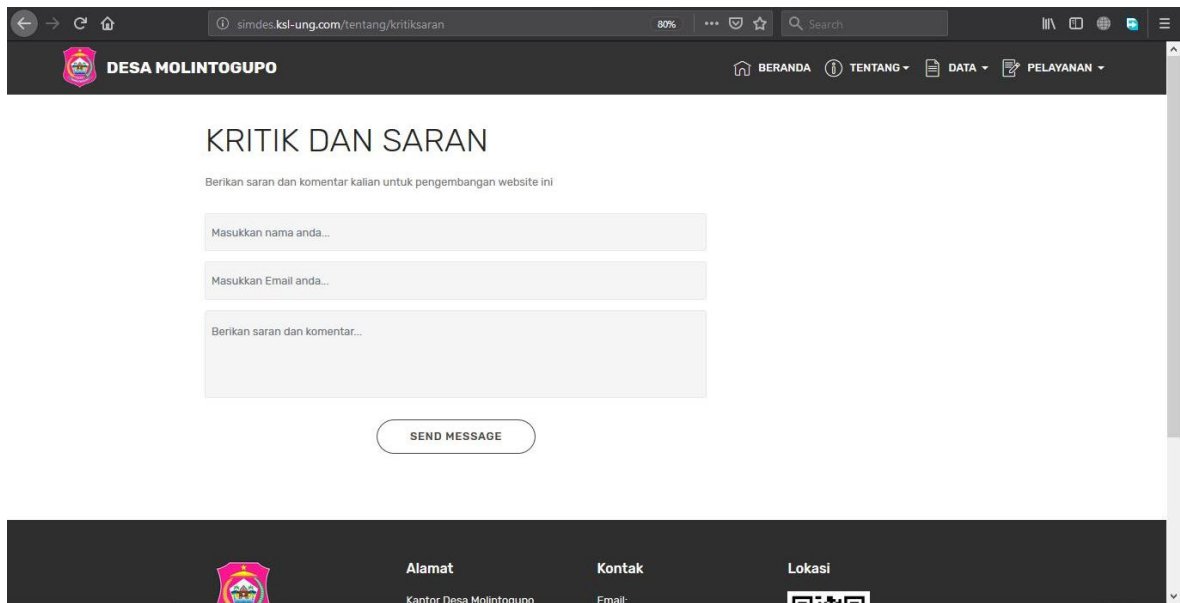 simdes.ksl-ung.com/tentang/kritiksaran
80%
Search
DESA MOLINTOGUPO
BERANDA
TENTANG
DATA
PELAYANAN
KRITIK DAN SARAN
Berikan saran dan komentar kalian untuk pengembangan website ini
Masukkan nama anda...
Masukkan Email anda...
Berikan saran dan komentar...
SEND MESSAGE
Alamat
Kantor Desa Molintogupo
Kontak
Email:
Lokasi